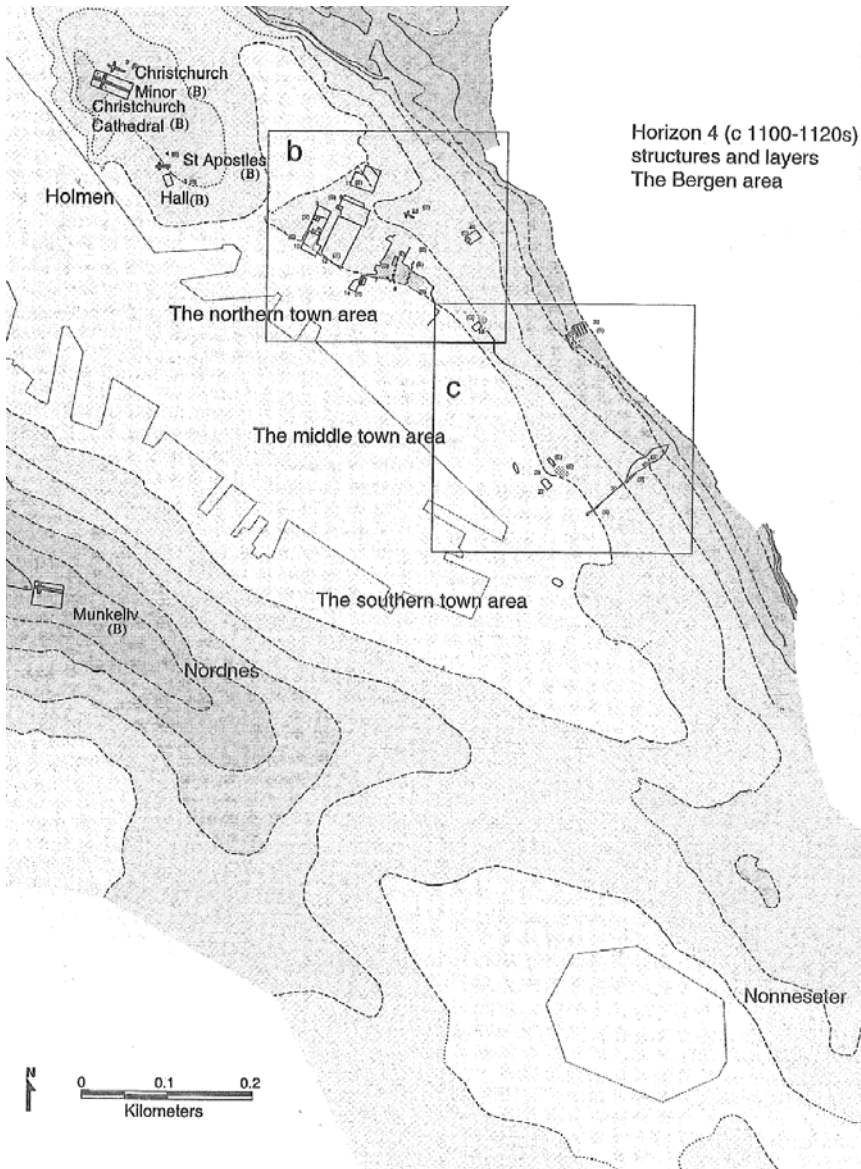 Christchurch
Minor (B)
Christchurch
Cathedral (B)
St Apostles
(B)
Holmen
Hall(B)
b
Horizon 4 (c 1100-1120s)
structures and layers
The Bergen area
The northern town area
c
The middle town area
The southern town area
Munkeliv
(B)
Nordnes
Nonneseter
N
0 0.1 0.2
Kilometers